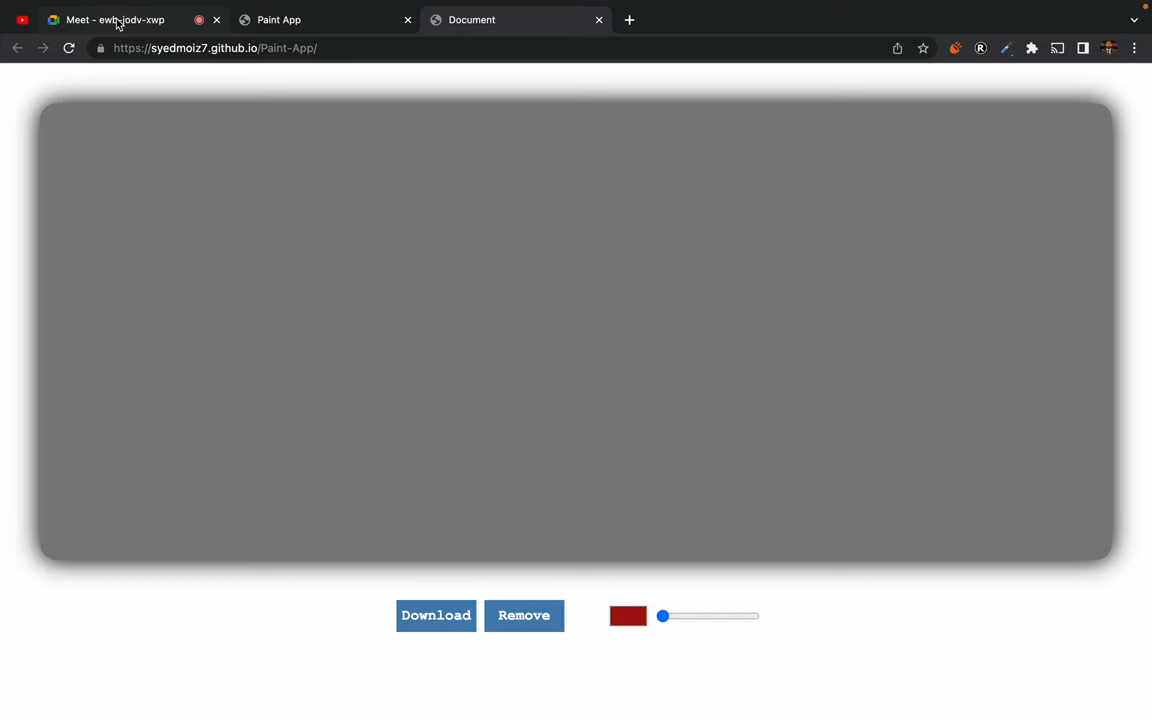 Meet - ewb-jodv-xwp
Paint App
Document
https://syedmoiz7.github.io/Paint-App/
Download
Remove